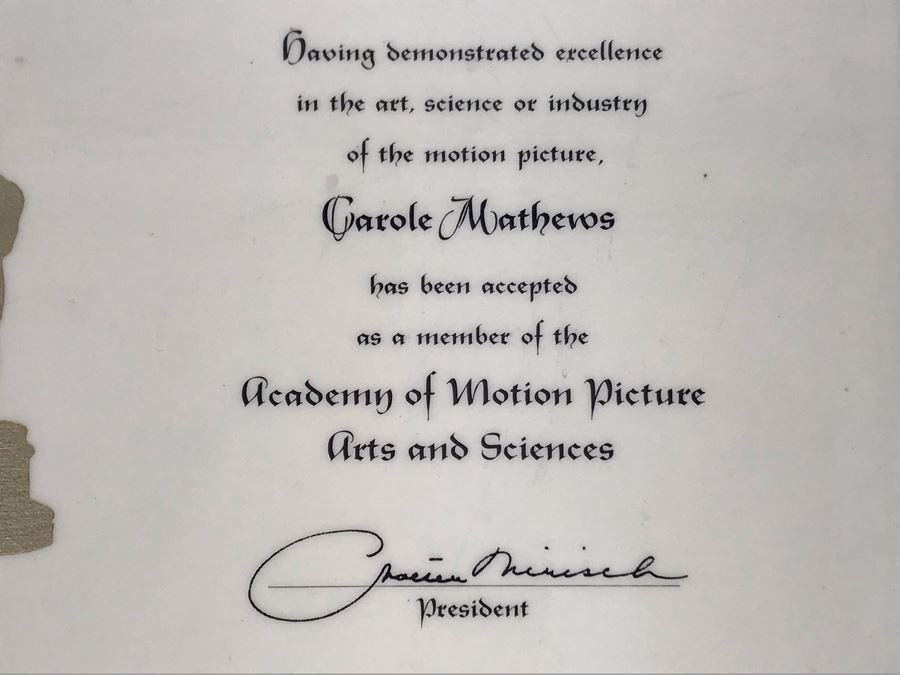 Having demonstrated excellence
in the art, science or industry
of the motion picture,
Carole Mathews
has been accepted
as a member of the
Academy of Motion Picture
Arts and Sciences
Mirisch
President